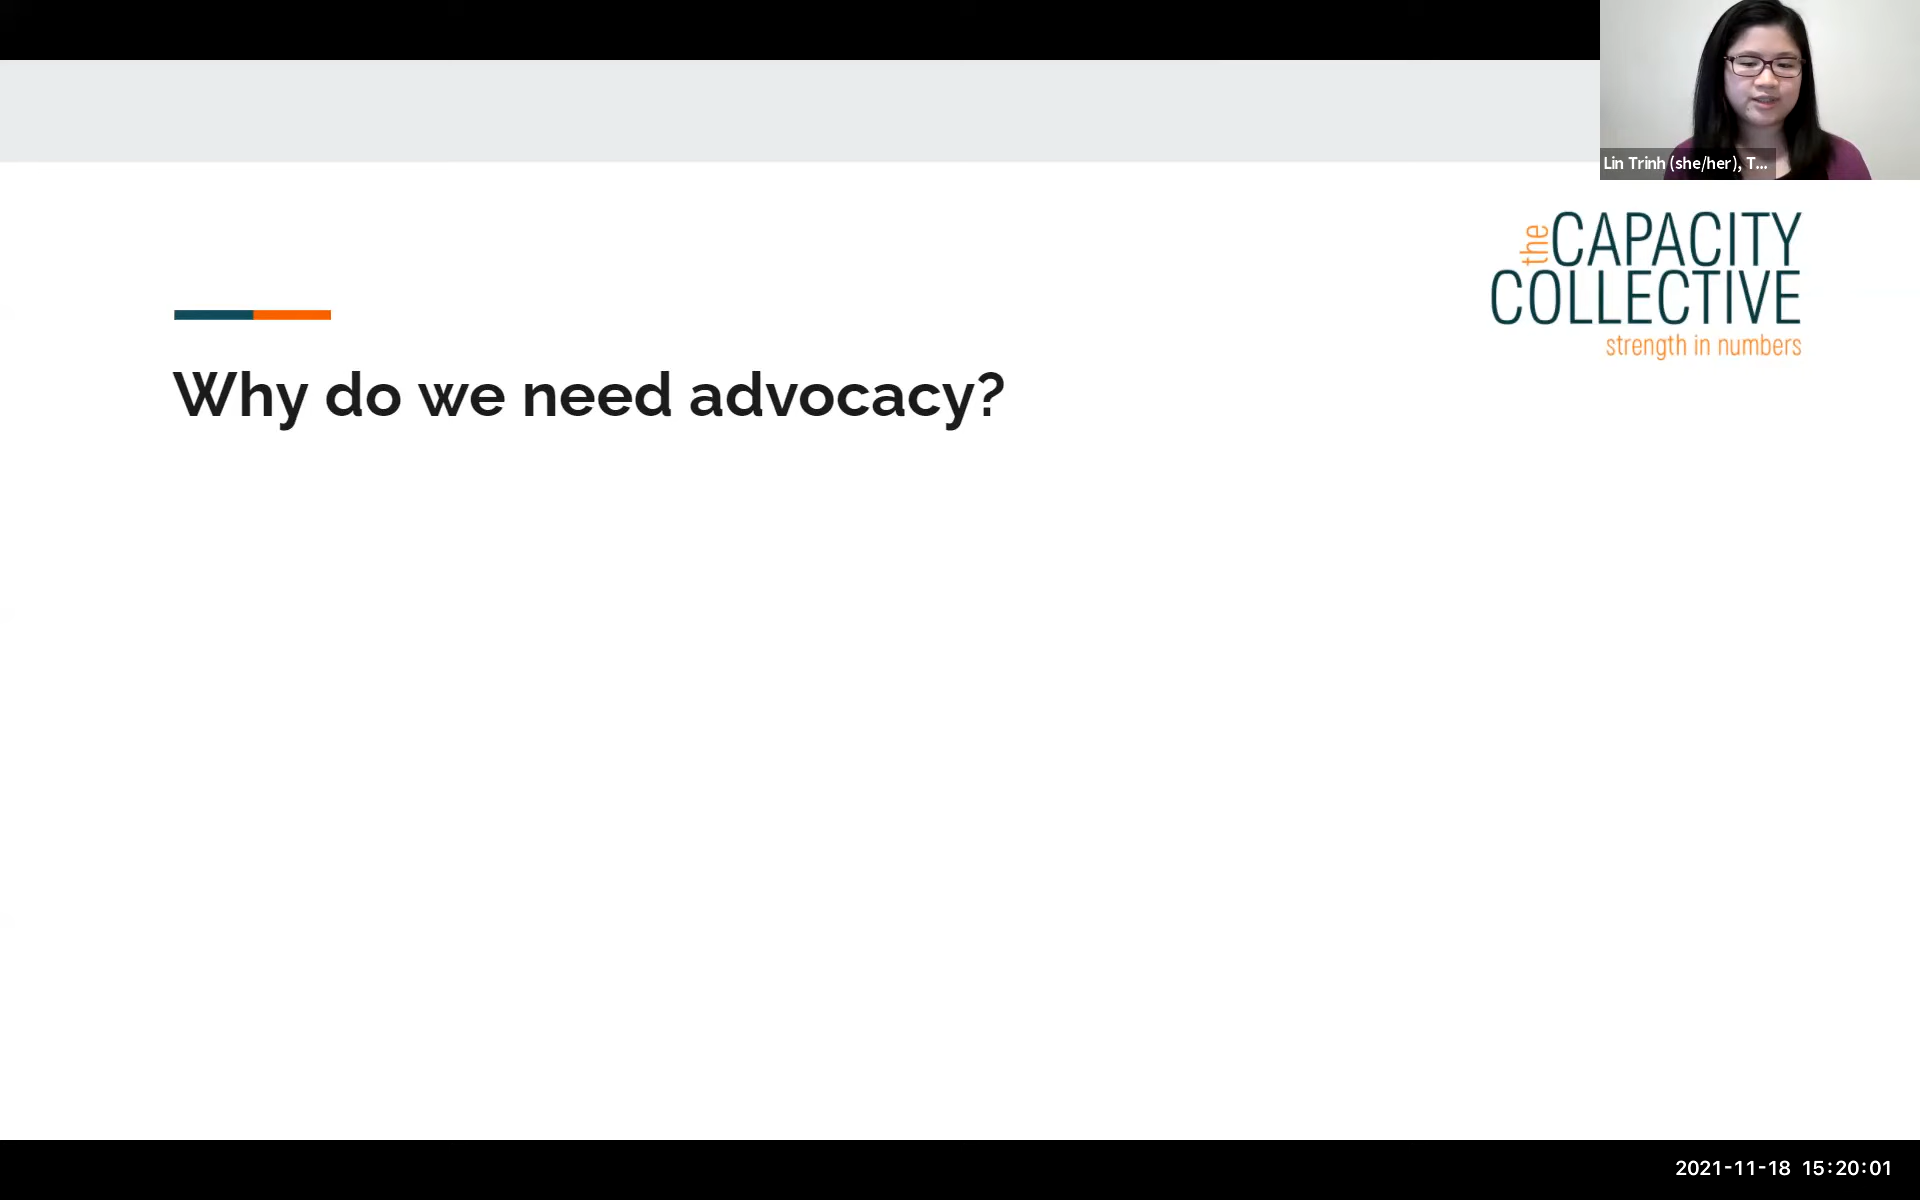 Lin Trinh (she/her), T...
the CAPACITY
COLLECTIVE
strength in numbers
Why do we need advocacy?
2021-11-18 15:20:01